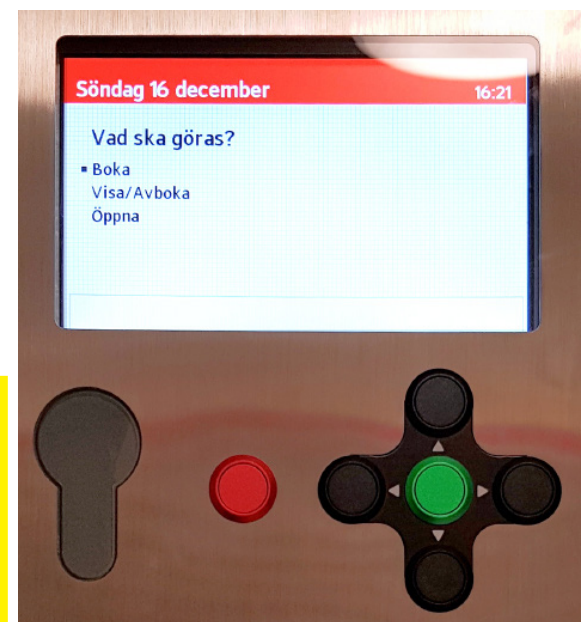 Söndag 16 december 16:21
Vad ska göras?
Boka
Visa/Avboka
Öppna